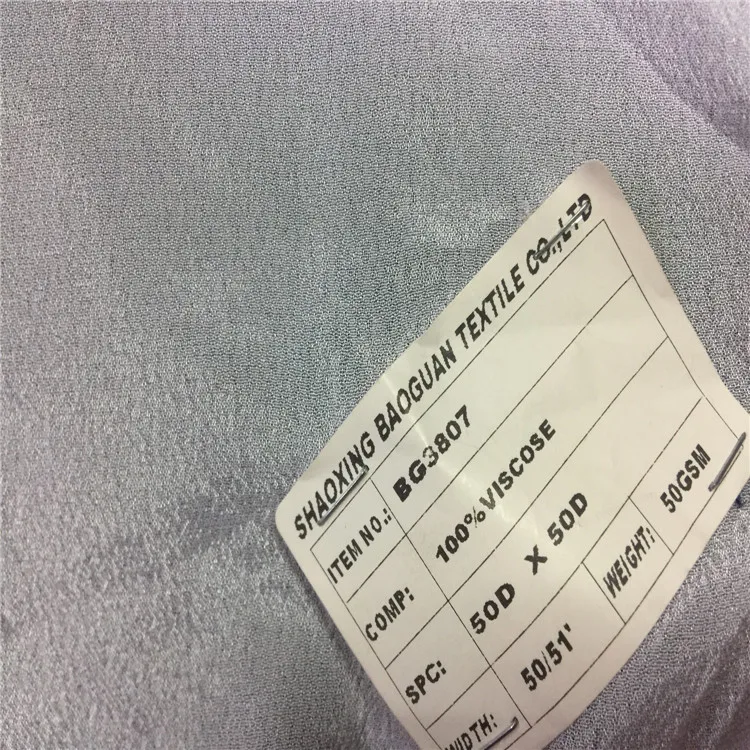 SHAOXING BAOGUAN TEXTILE CO.,LTD
ITEM NO.: BG3807
COMP: 100%VISCOSE
SPC: 50D X 50D
WIDTH: 50/51' WEIGHT: 50GSM